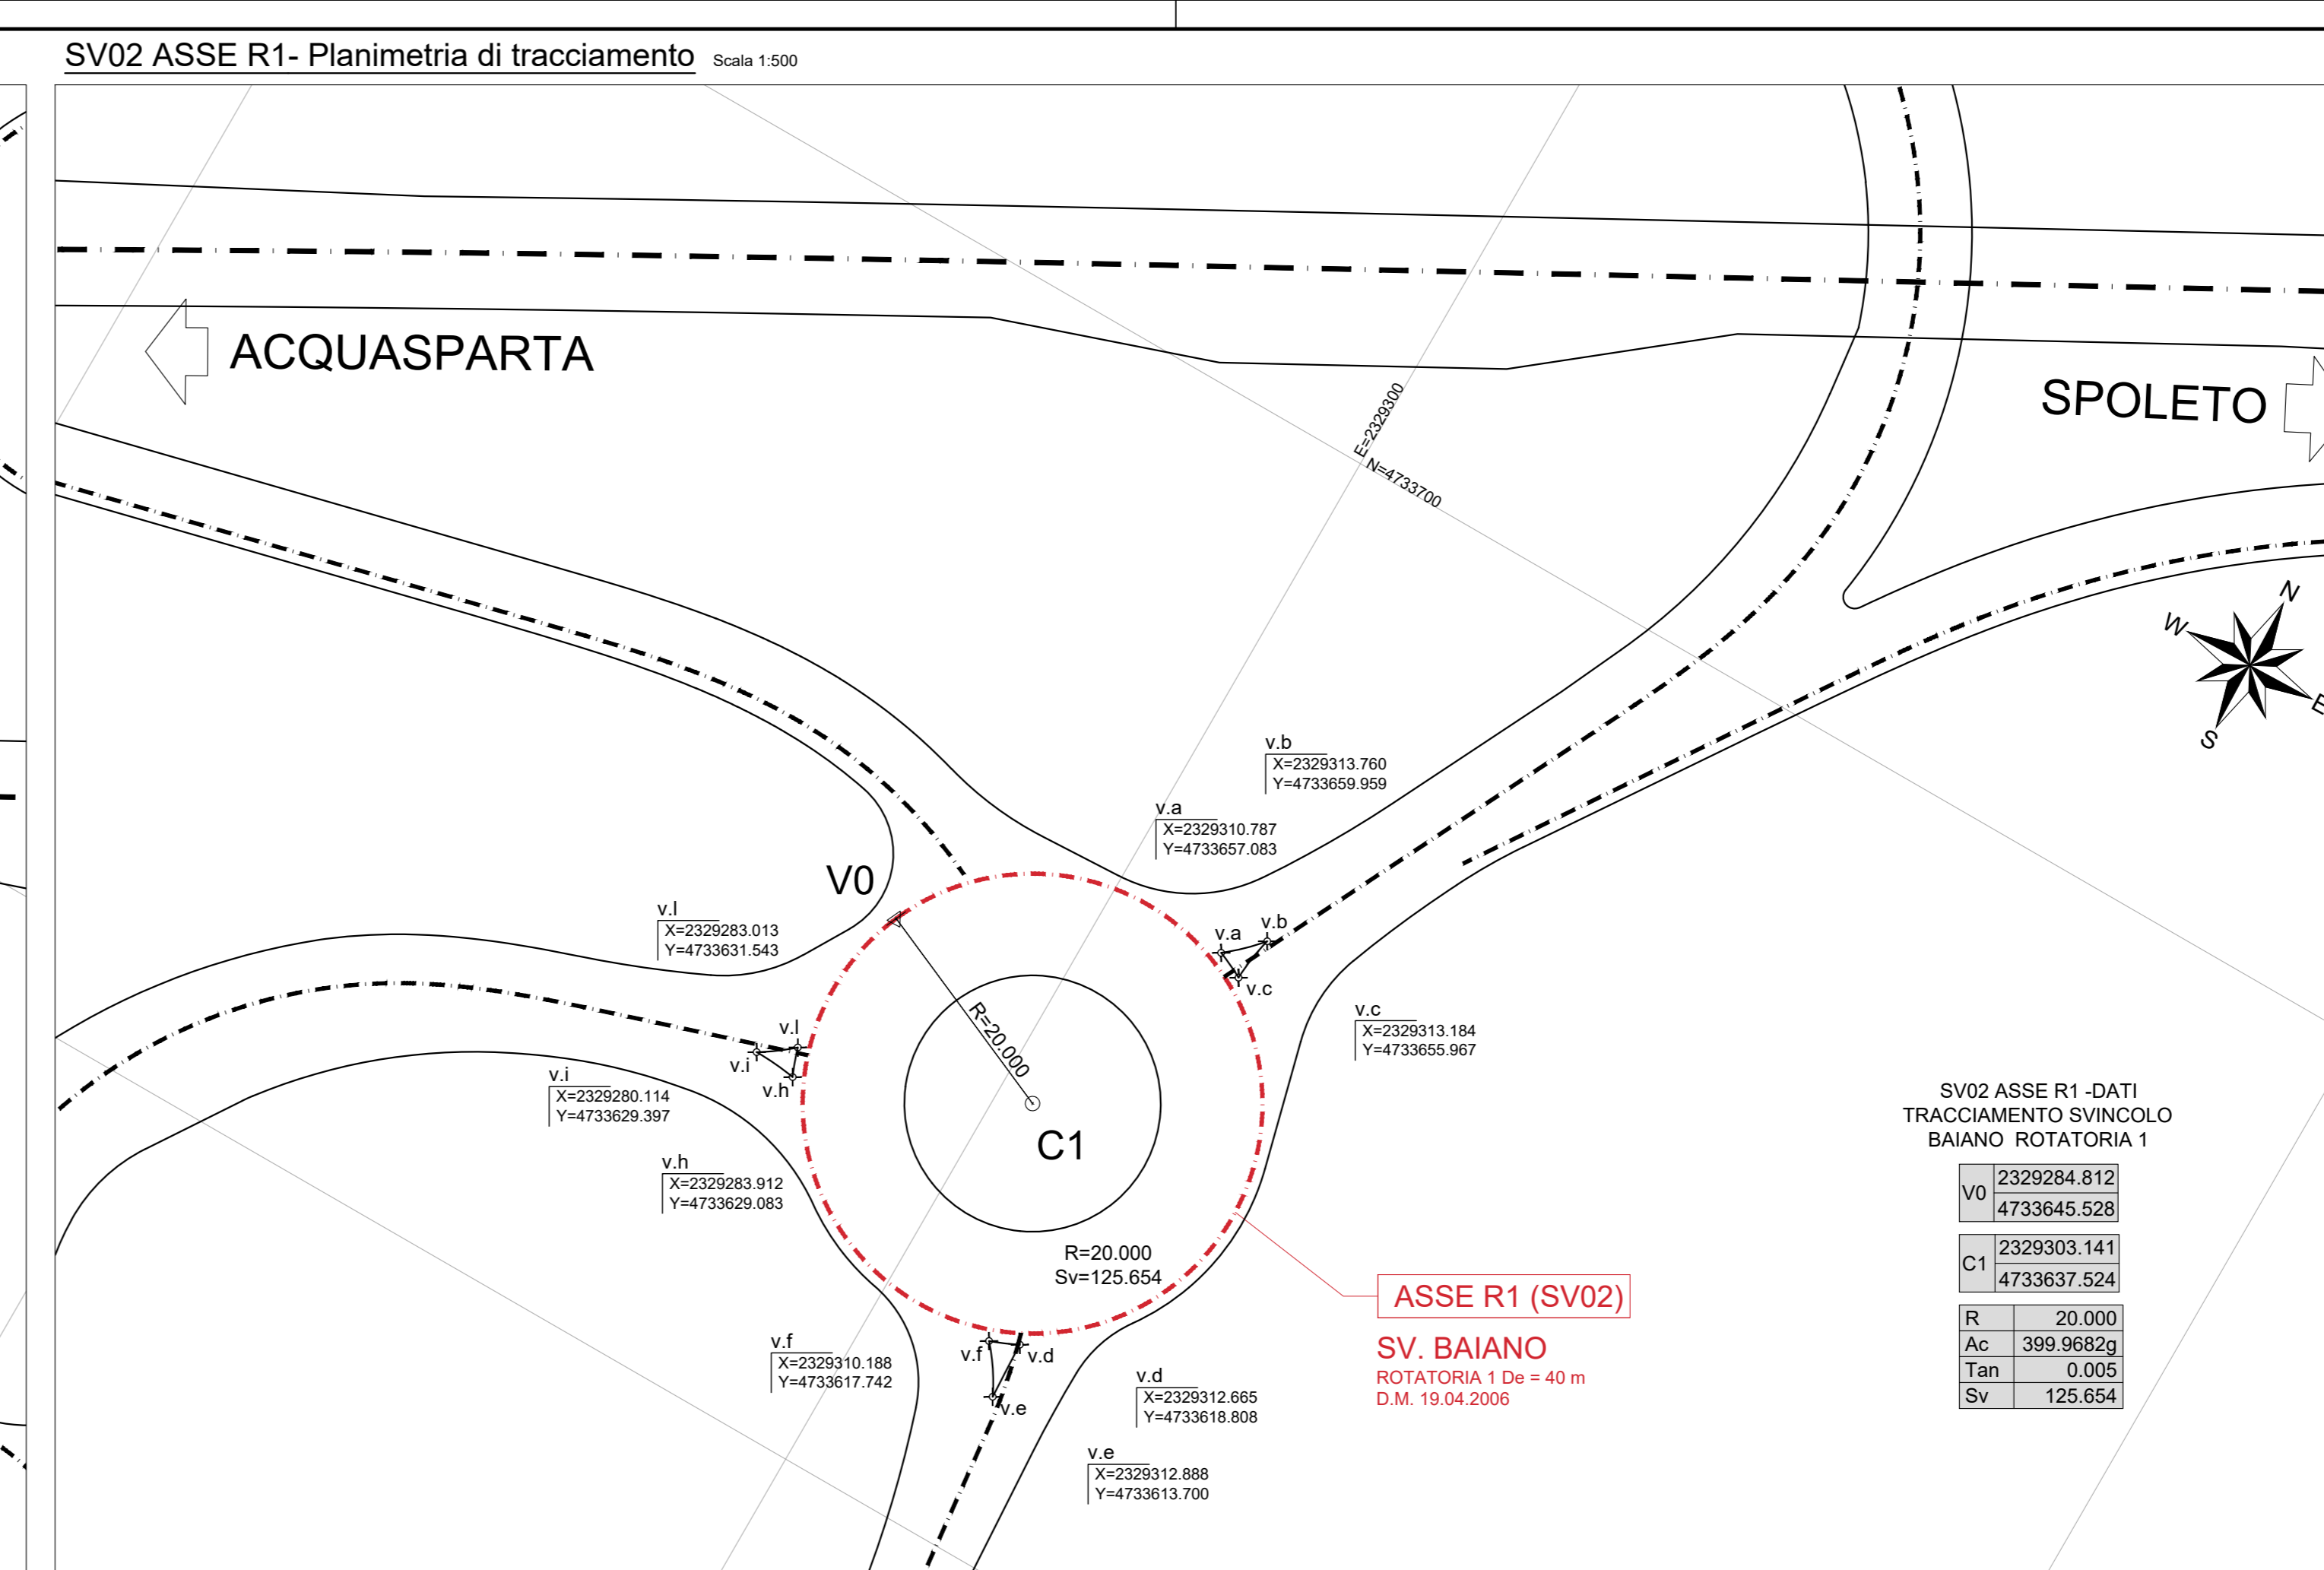 SV02 ASSE R1- Planimetria di tracciamento Scala 1:500
ACQUASPARTA
SPOLETO
E=2329300
N=4733700
N
W
E
S
v.b
X=2329313.760
Y=4733659.959
v.a
X=2329310.787
Y=4733657.083
V0
v.l
X=2329283.013
Y=4733631.543
v.a
v.b
v.c
v.c
X=2329313.184
Y=4733655.967
R=20.000
v.l
v.i
v.h
v.i
X=2329280.114
Y=4733629.397
C1
v.h
X=2329283.912
Y=4733629.083
R=20.000
Sv=125.654
SV02 ASSE R1 -DATI
TRACCIAMENTO SVINCOLO
BAIANO ROTATORIA 1
V0 2329284.812
4733645.528
C1 2329303.141
4733637.524
R 20.000
Ac 399.9682g
Tan 0.005
Sv 125.654
ASSE R1 (SV02)
SV. BAIANO
ROTATORIA 1 De = 40 m
D.M. 19.04.2006
v.f
X=2329310.188
Y=4733617.742
v.f
v.d
v.e
v.d
X=2329312.665
Y=4733618.808
v.e
X=2329312.888
Y=4733613.700